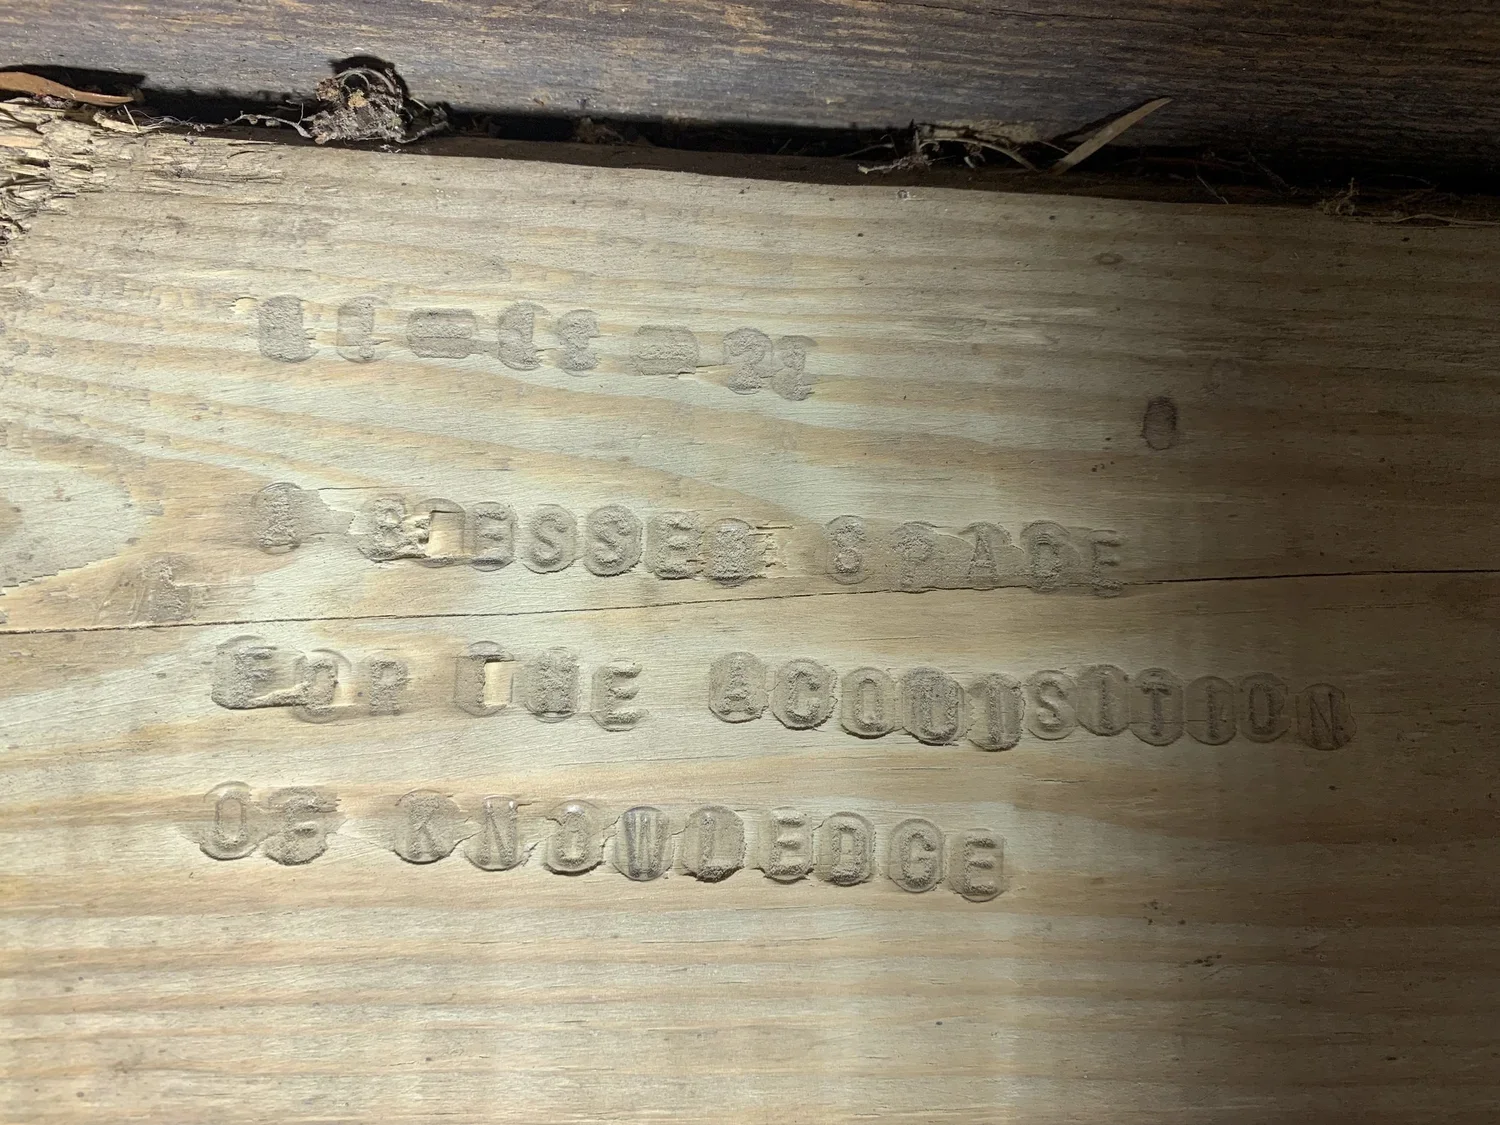 A BLESSED SPACE
FOR THE ACQUISITION
OF KNOWLEDGE